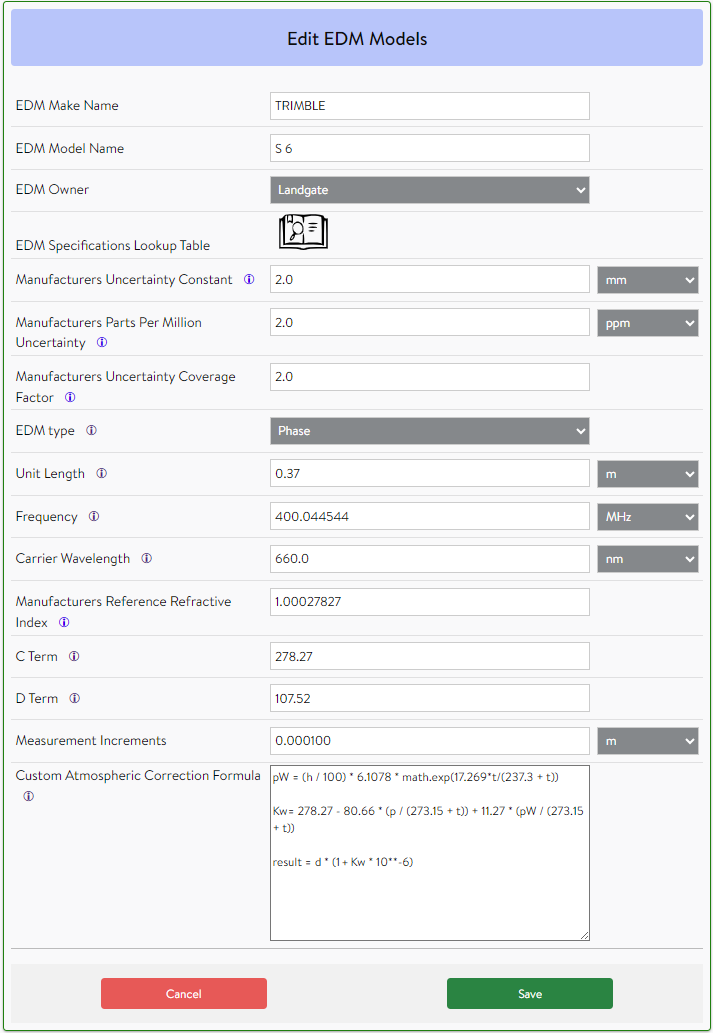 Edit EDM Models
EDM Make Name
TRIMBLE
EDM Model Name
S 6
EDM Owner
Landgate
EDM Specifications Lookup Table
Manufacturers Uncertainty Constant
2.0
mm
Manufacturers Parts Per Million
Uncertainty
2.0
ppm
Manufacturers Uncertainty Coverage
Factor
2.0
EDM type
Phase
Unit Length
0.37
m
Frequency
400.044544
MHz
Carrier Wavelength
660.0
nm
Manufacturers Reference Refractive
Index
1.00027827
C Term
278.27
D Term
107.52
Measurement Increments
0.000100
m
Custom Atmospheric Correction Formula
pW = (h / 100) * 6.1078 * math.exp(17.269*t/(237.3 + t))
Kw= 278.27 - 80.66 * (p / (273.15 + t)) + 11.27 * (pW / (273.15
+ t))
result = d * (1 + Kw * 10**-6)
Cancel
Save